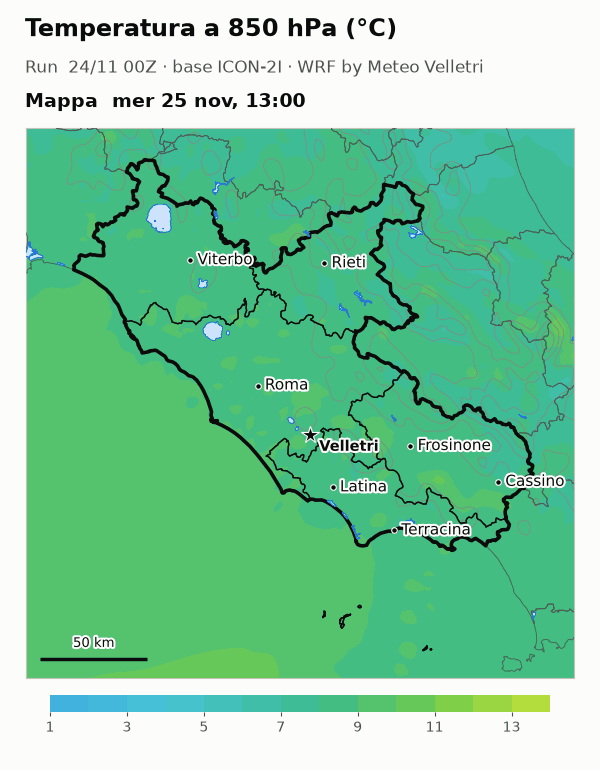 Temperatura a 850 hPa (°C)
Run  24/11 00Z · base ICON-2I · WRF by Meteo Velletri
Mappa  mer 25 nov, 13:00
Viterbo
Rieti
Roma
Velletri
Frosinone
Latina
Cassino
Terracina
50 km
1 3 5 7 9 11 13